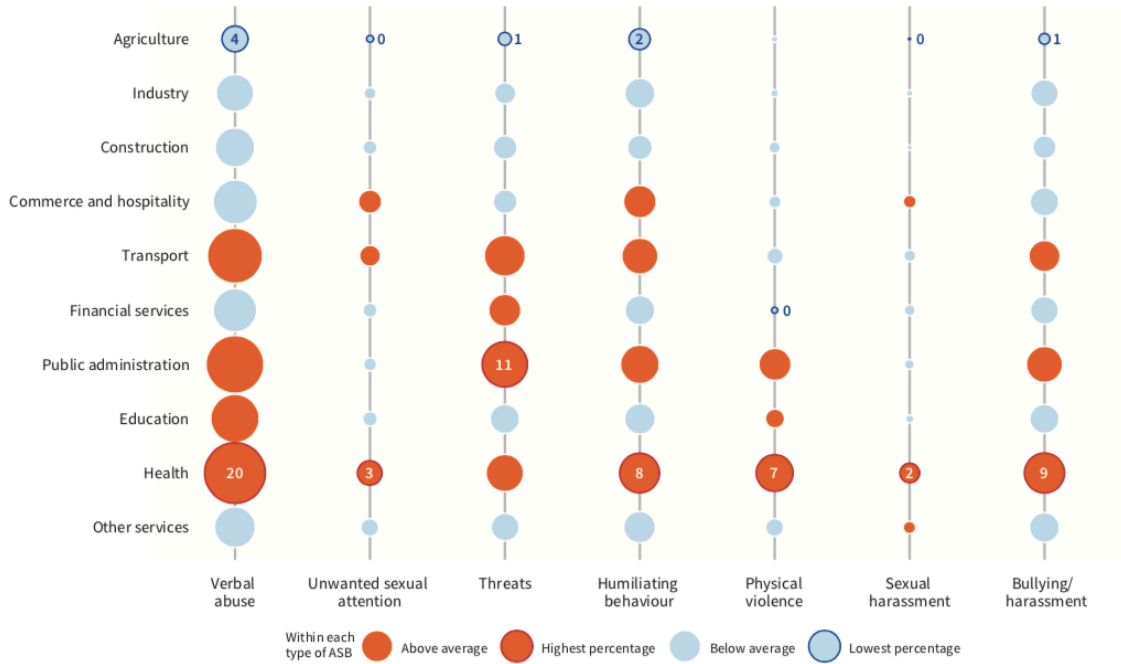 Agriculture 4 0 1 2 0 1
Industry
Construction
Commerce and hospitality
Transport
Financial services 0
Public administration 11
Education
Health 20 3 8 7 2 9
Other services
Verbal abuse
Unwanted sexual attention
Threats
Humiliating behaviour
Physical violence
Sexual harassment
Bullying/ harassment
Within each
type of ASB
Above average
Highest percentage
Below average
Lowest percentage